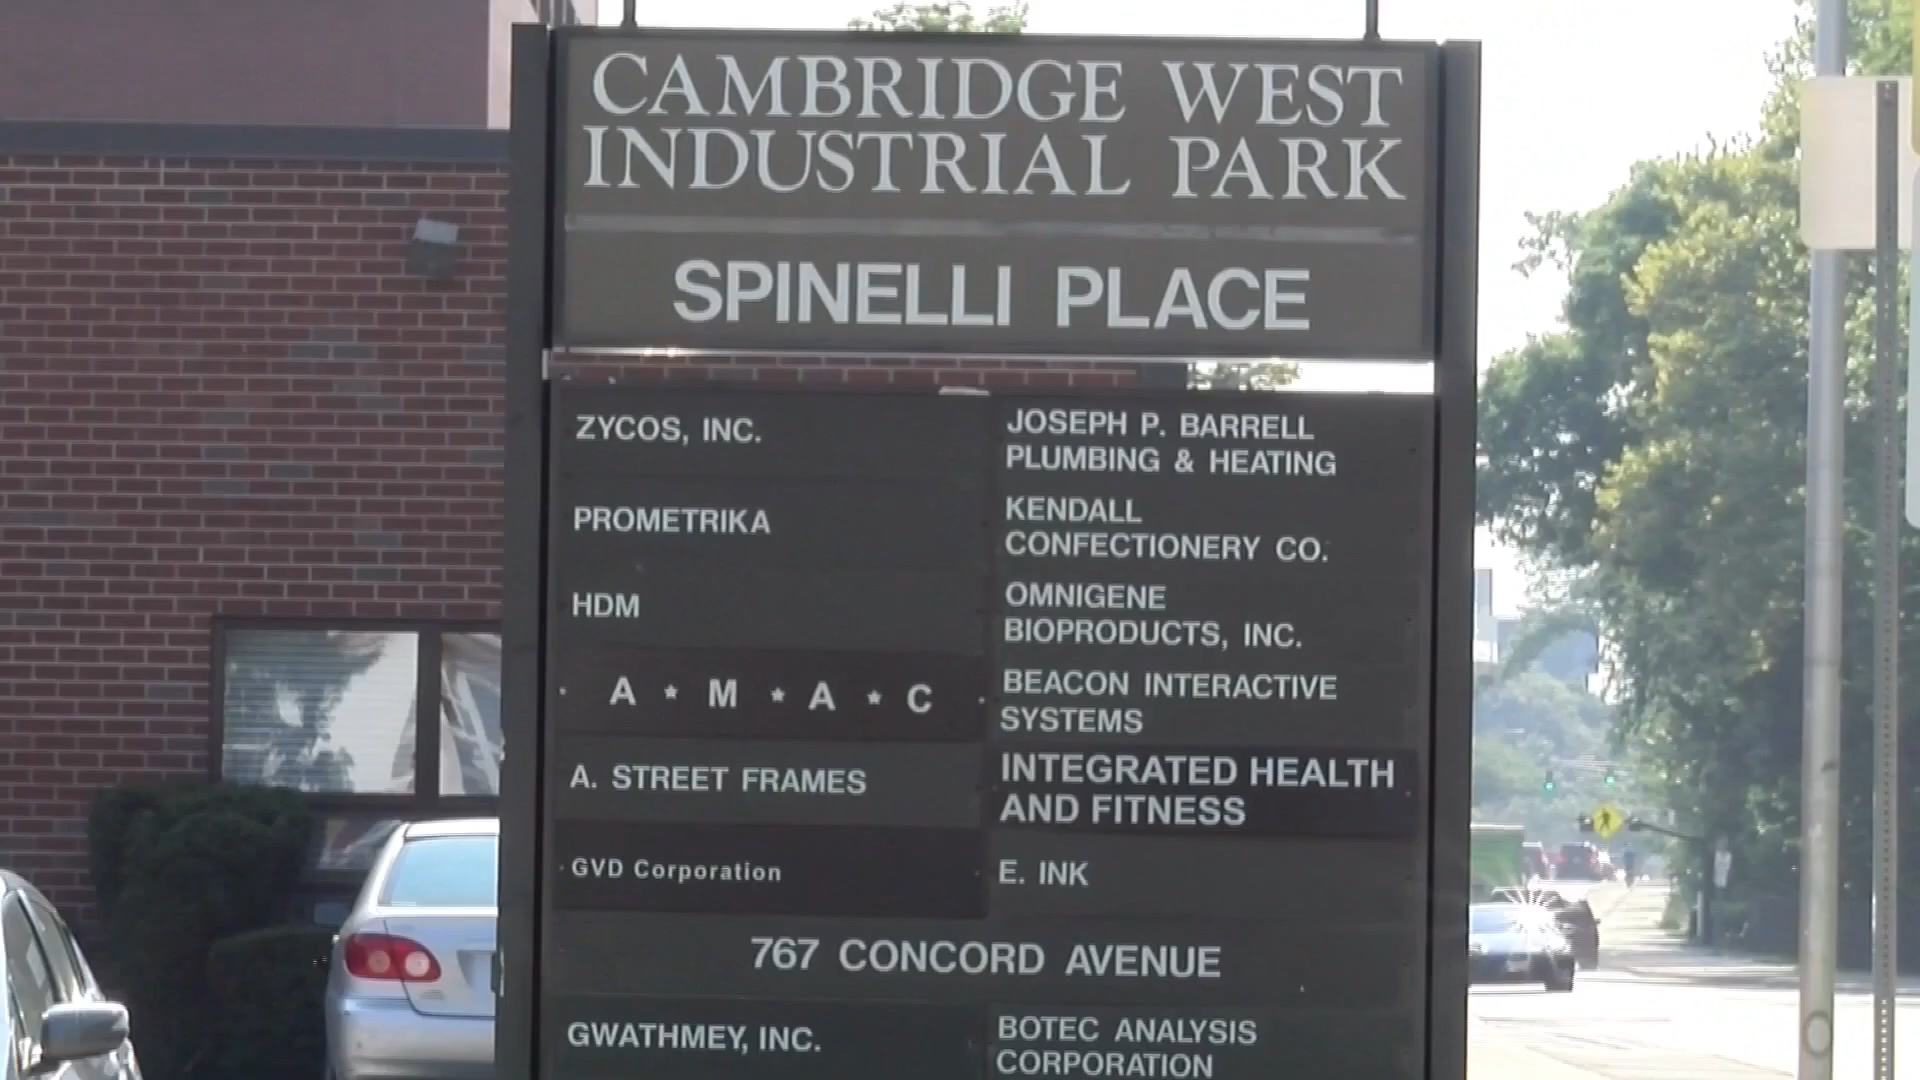 CAMBRIDGE WEST
INDUSTRIAL PARK
SPINELLI PLACE
ZYCOS, INC.
PROMETRIKA
HDM
A * M * A * C
A. STREET FRAMES
GVD Corporation
JOSEPH P. BARRELL
PLUMBING & HEATING
KENDALL
CONFECTIONERY CO.
OMNIGENE
BIOPRODUCTS, INC.
BEACON INTERACTIVE
SYSTEMS
INTEGRATED HEALTH
AND FITNESS
E. INK
767 CONCORD AVENUE
GWATHMEY, INC.
BOTEC ANALYSIS
CORPORATION